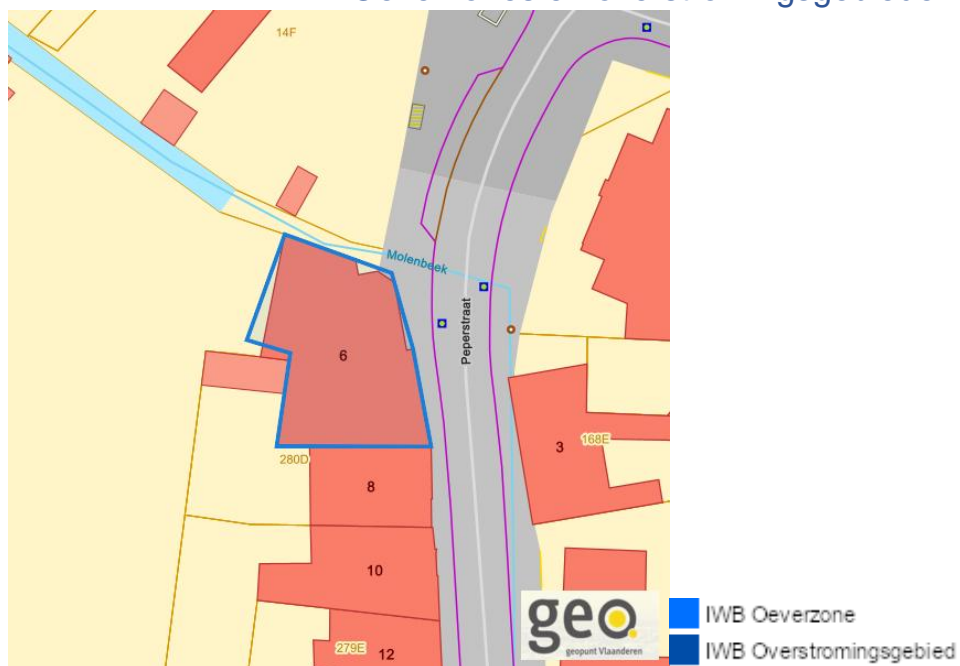 14F
Molenbeek
Peperstraat
6
3
168E
280D
8
10
279E
12
geo.
geopunt Vlaanderen
IWB Oeverzone
IWB Overstromingsgebied